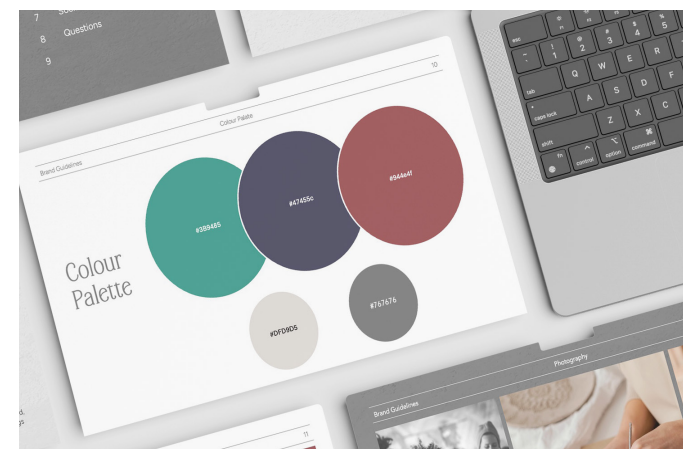 7
8 Questions
9
Brand Guidelines
Colour Palette
10
Colour
Palette
#3B9485
#47455c
#944e4f
#DFD9D5
#767676
esc
tab
caps lock
shift
fn
control
option
command
! 1
@ 2
# 3
$ 4
% 5
Q W E R
A S D F
Z X C
Brand Guidelines
Photography
11